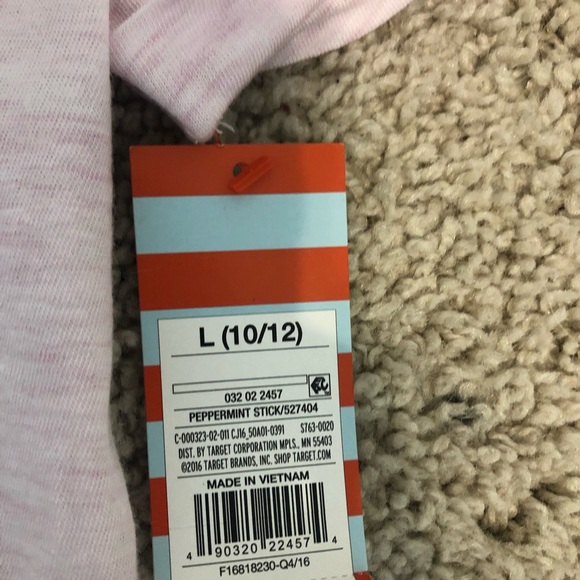 L (10/12)
032 02 2457
PEPPERMINT STICK/527404
C-000323-02-011 CJ16_50A01-0391 ST63-0020
DIST. BY TARGET CORPORATION MPLS., MN 55403
©2016 TARGET BRANDS, INC. SHOP TARGET.COM
MADE IN VIETNAM
4 90320 22457 4
F16818230-Q4/16